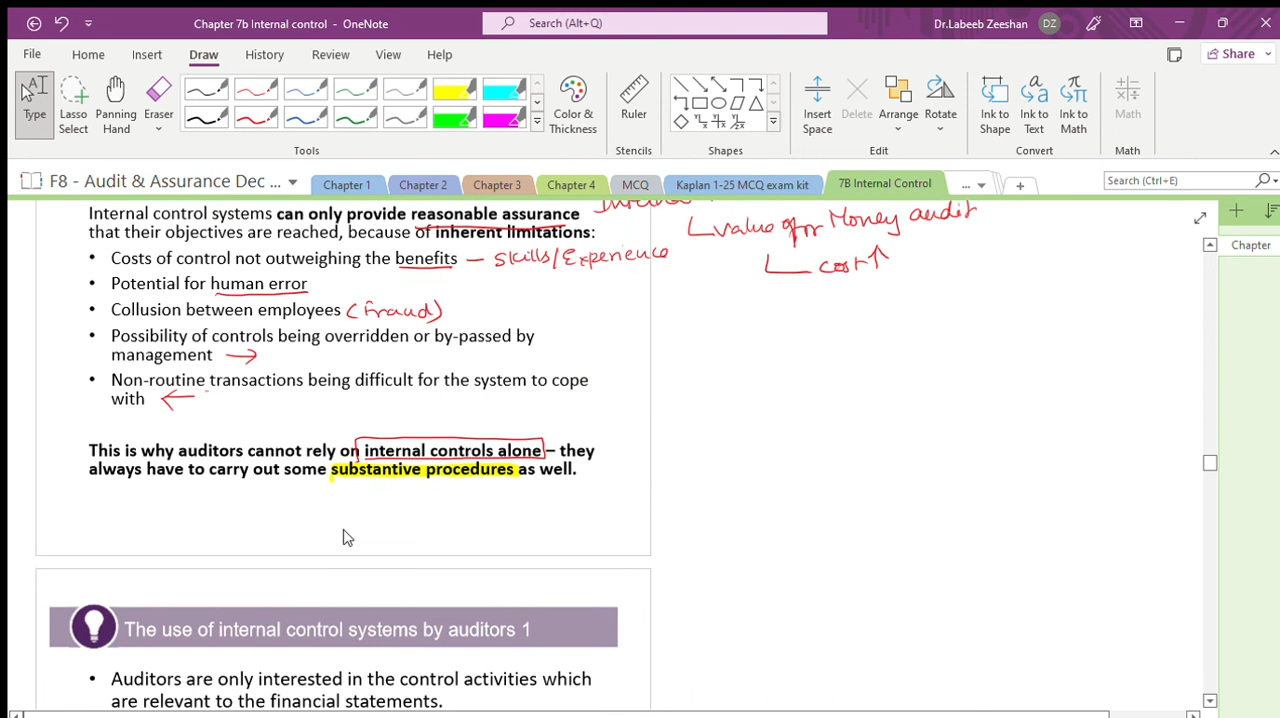 Chapter 7b Internal control - OneNote
Search (Alt+Q)
Dr.Labeeb Zeeshan
DZ
File Home Insert Draw History Review View Help
Share
Type
Lasso Select
Panning Hand
Eraser
Color & Thickness
Ruler
Insert Space
Delete
Arrange
Rotate
Ink to Shape
Ink to Text
Ink to Math
Math
Tools
Stencils
Shapes
Edit
Convert
Math
F8 - Audit & Assurance Dec ...
Chapter 1
Chapter 2
Chapter 3
Chapter 4
MCQ
Kaplan 1-25 MCQ exam kit
7B Internal Control
...
Search (Ctrl+E)
Chapter
Internal control systems can only provide reasonable assurance
that their objectives are reached, because of inherent limitations:
• Costs of control not outweighing the benefits – Skills/Experience
• Potential for human error
• Collusion between employees (fraud)
• Possibility of controls being overridden or by-passed by
management →
• Non-routine transactions being difficult for the system to cope
with ←
value for Money audit
cost ↑
This is why auditors cannot rely on internal controls alone – they
always have to carry out some substantive procedures as well.
The use of internal control systems by auditors 1
• Auditors are only interested in the control activities which
are relevant to the financial statements.